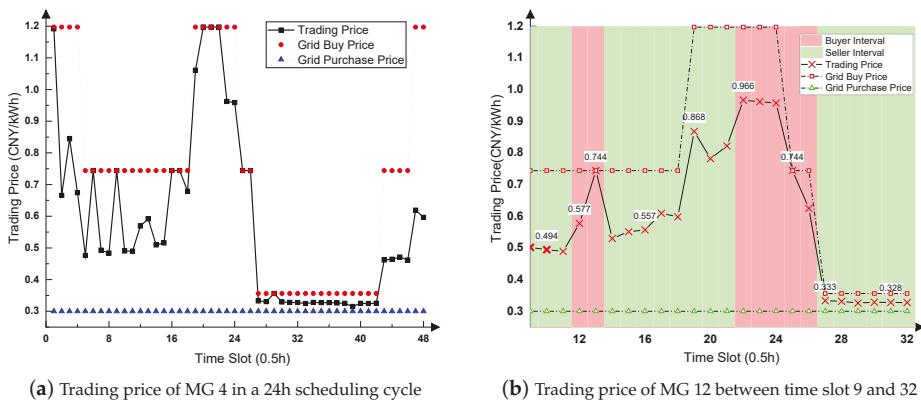 Trading Price (CNY/kWh)
1.2
1.1
1.0
0.9
0.8
0.7
0.6
0.5
0.4
0.3
Trading Price
Grid Buy Price
Grid Purchase Price
0 6 12 18 24 30 36 42 48
Time Slot (0.5h)
(a) Trading price of MG 4 in a 24h scheduling cycle
Trading Price(CNY/kWh)
1.2
1.1
1.0
0.9
0.8
0.7
0.6
0.5
0.4
0.3
Buyer Interval
Seller Interval
Trading Price
Grid Buy Price
Grid Purchase Price
0.494
0.577
0.744
0.557
0.868
0.966
0.744
0.333
0.328
12 16 20 24 28 32
Time Slot (0.5h)
(b) Trading price of MG 12 between time slot 9 and 32